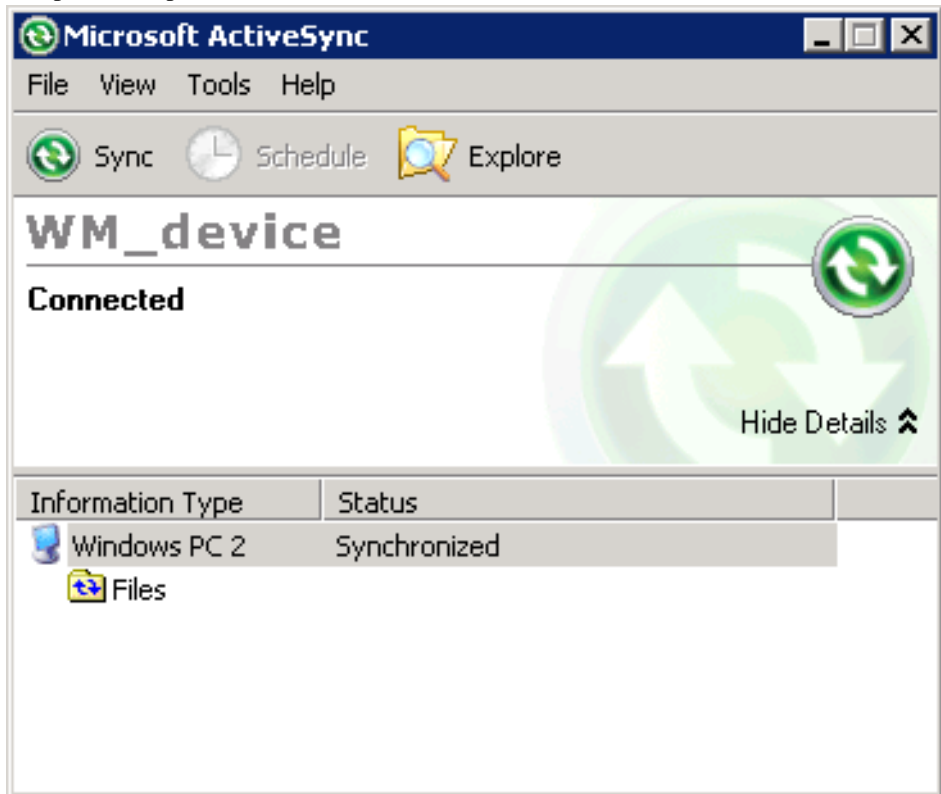 Microsoft ActiveSync
File View Tools Help
Sync Schedule Explore
WM_device
Connected
Hide Details
Information Type Status
Windows PC 2 Synchronized
Files